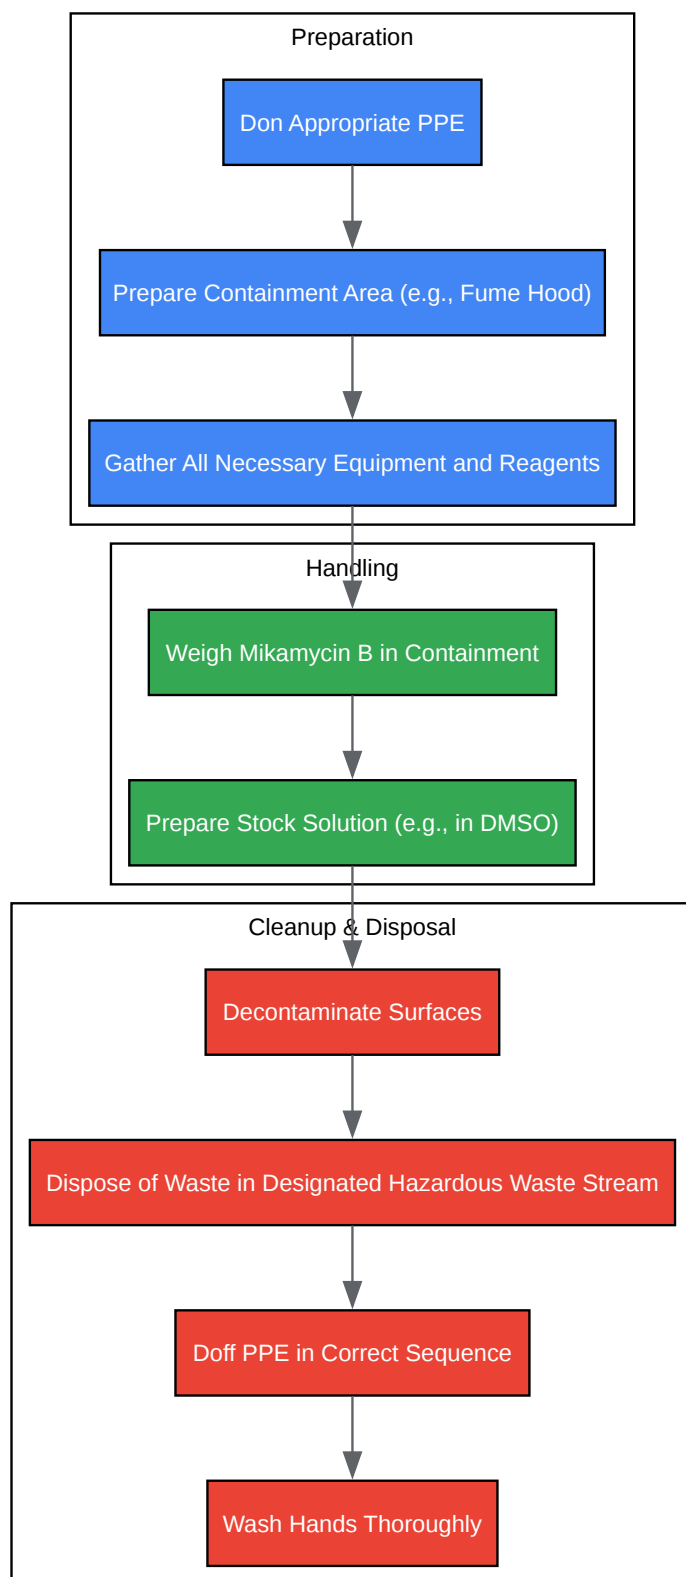 Preparation
Don Appropriate PPE
Prepare Containment Area (e.g., Fume Hood)
Gather All Necessary Equipment and Reagents
Handling
Weigh Mikamycin B in Containment
Prepare Stock Solution (e.g., in DMSO)
Cleanup & Disposal
Decontaminate Surfaces
Dispose of Waste in Designated Hazardous Waste Stream
Doff PPE in Correct Sequence
Wash Hands Thoroughly